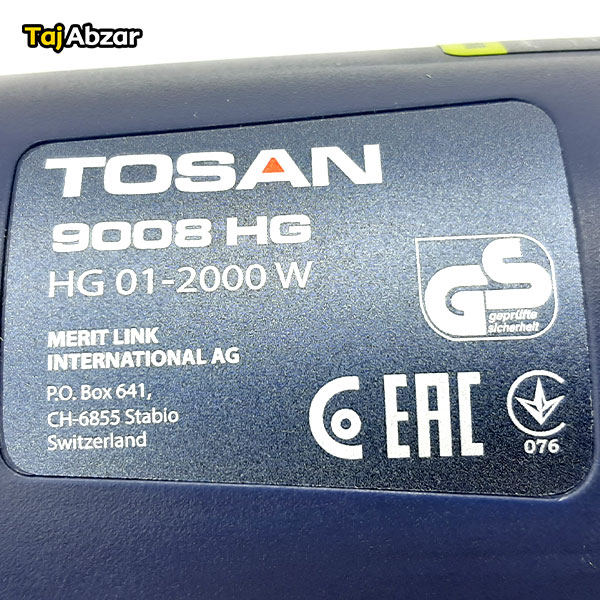 TajAbzar
TOSAN
9008 HG
HG 01-2000 W
MERIT LINK
INTERNATIONAL AG
P.O. Box 641,
CH-6855 Stabio
Switzerland
GS
geprüfte
sicherheit
EAC
076